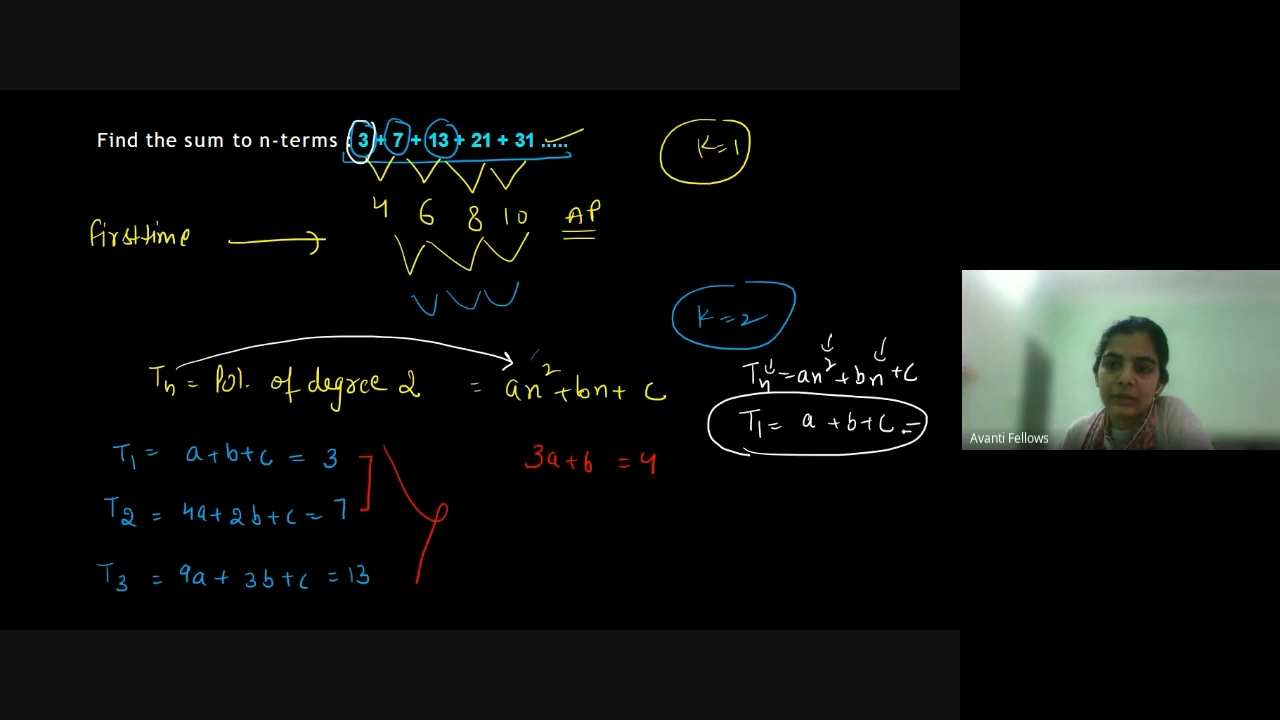 Find the sum to n-terms : 3 + 7 + 13 + 21 + 31 .....
K=1
4 6 8 10 AP
First time
K=2
Tn = Pol. of degree 2 = an²+bn+c
Tn = an²+bn+c
T1 = a+b+c =
T1 = a+b+c = 3
3a+b = 4
T2 = 4a+2b+c = 7
T3 = 9a+3b+c = 13
Avanti Fellows